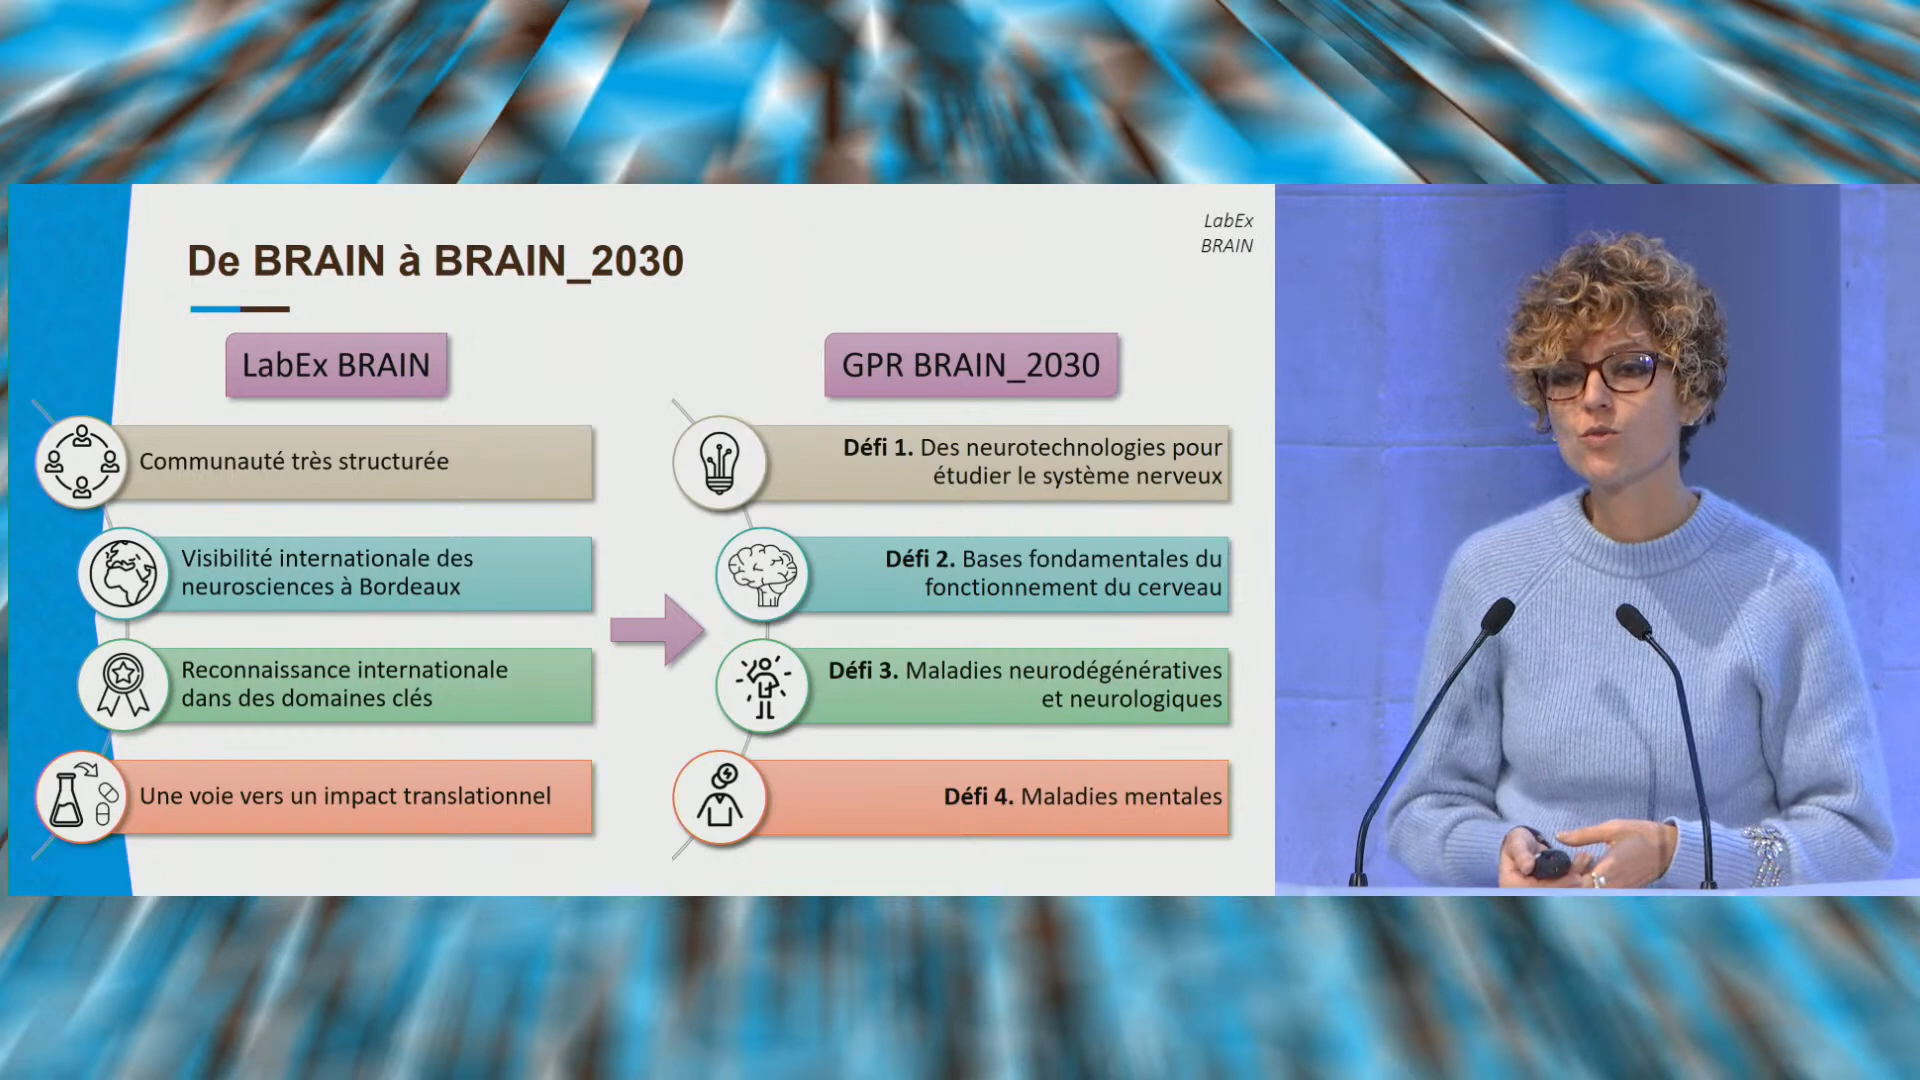 LabEx
BRAIN
De BRAIN à BRAIN_2030
LabEx BRAIN
Communauté très structurée
Visibilité internationale des
neurosciences à Bordeaux
Reconnaissance internationale
dans des domaines clés
Une voie vers un impact translationnel
GPR BRAIN_2030
Défi 1. Des neurotechnologies pour
étudier le système nerveux
Défi 2. Bases fondamentales du
fonctionnement du cerveau
Défi 3. Maladies neurodégénératives
et neurologiques
Défi 4. Maladies mentales